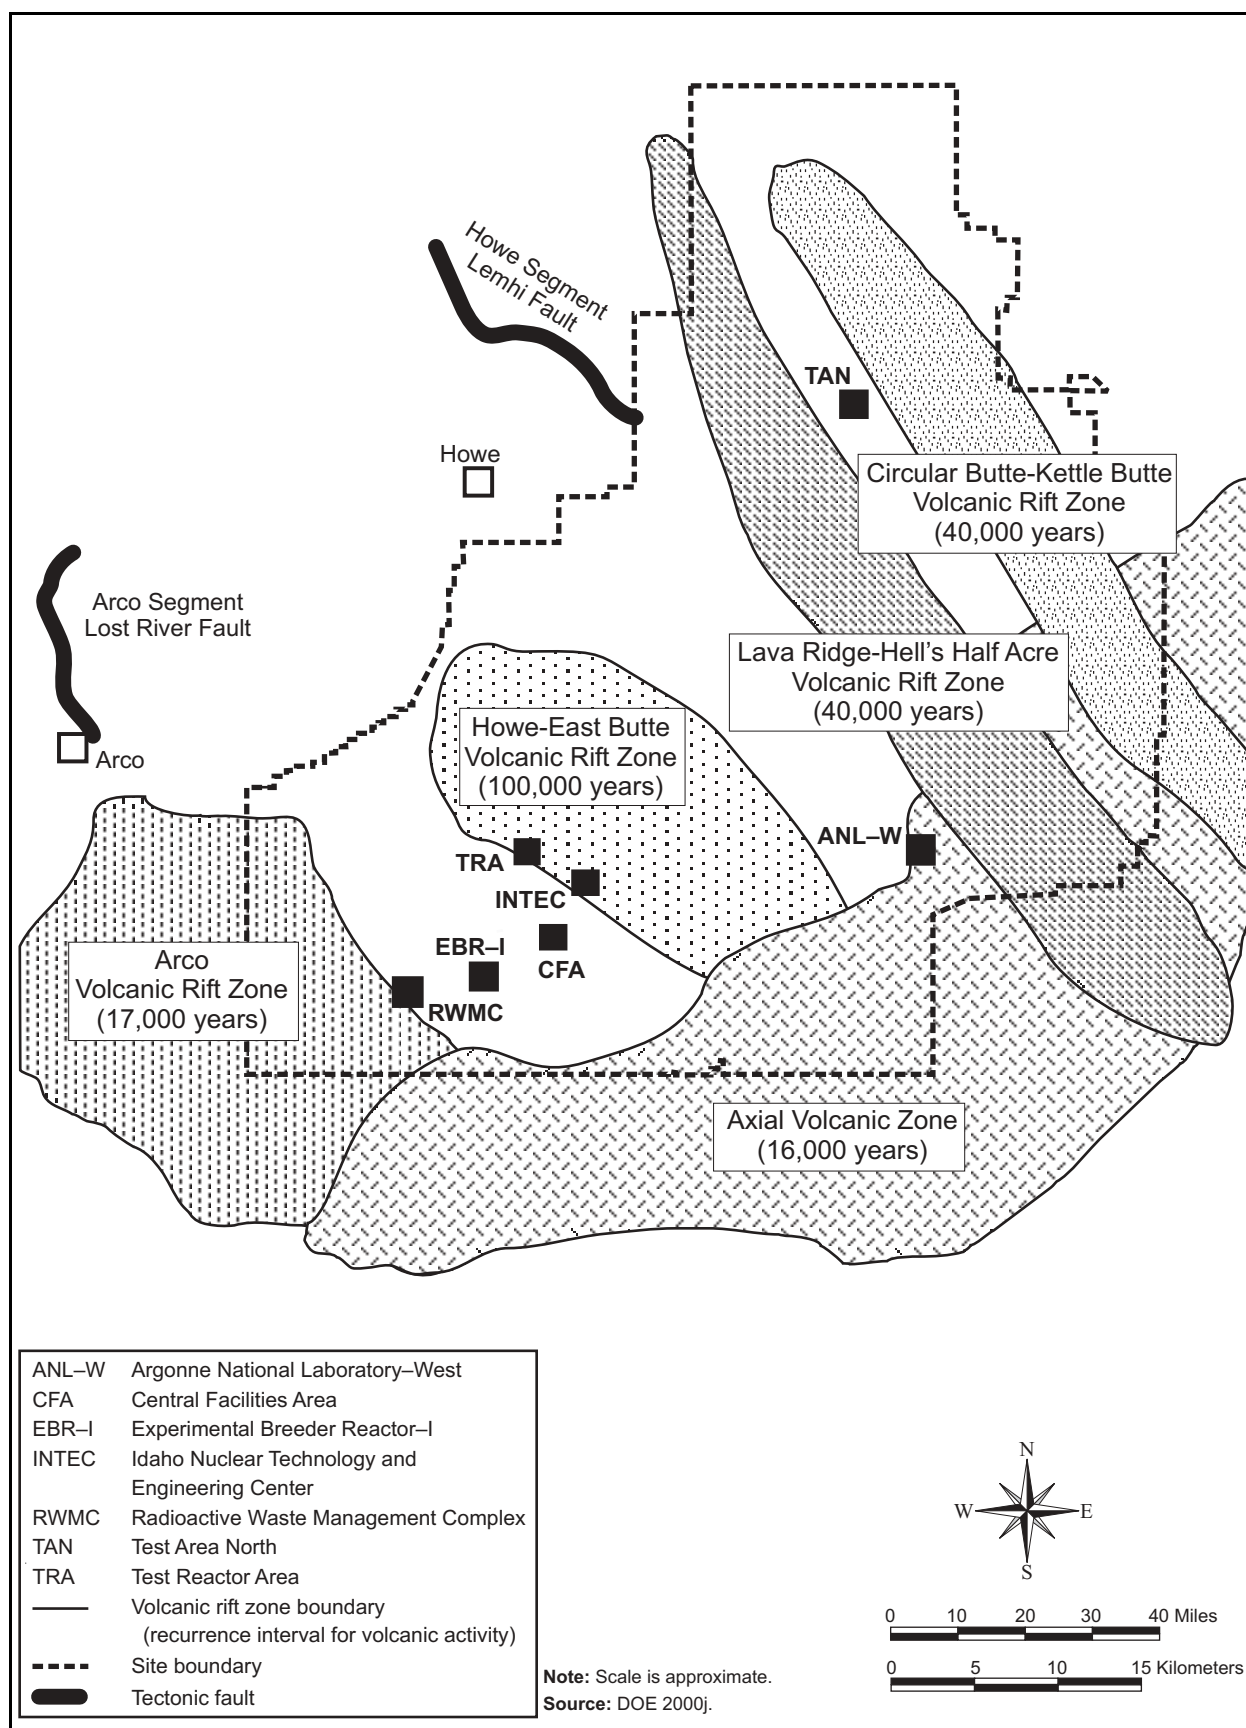 Howe Segment
Lemhi Fault
TAN
Howe
Circular Butte-Kettle Butte
Volcanic Rift Zone
(40,000 years)
Arco Segment
Lost River Fault
Lava Ridge-Hell's Half Acre
Volcanic Rift Zone
(40,000 years)
Howe-East Butte
Volcanic Rift Zone
(100,000 years)
Arco
ANL–W
TRA
INTEC
EBR–I
CFA
Arco
Volcanic Rift Zone
(17,000 years)
RWMC
Axial Volcanic Zone
(16,000 years)
ANL–W Argonne National Laboratory–West
CFA Central Facilities Area
EBR–I Experimental Breeder Reactor–I
INTEC Idaho Nuclear Technology and
Engineering Center
RWMC Radioactive Waste Management Complex
TAN Test Area North
TRA Test Reactor Area
Volcanic rift zone boundary
(recurrence interval for volcanic activity)
Site boundary
Tectonic fault
Note: Scale is approximate.
Source: DOE 2000j.
N
W E
S
0 10 20 30 40 Miles
0 5 10 15 Kilometers